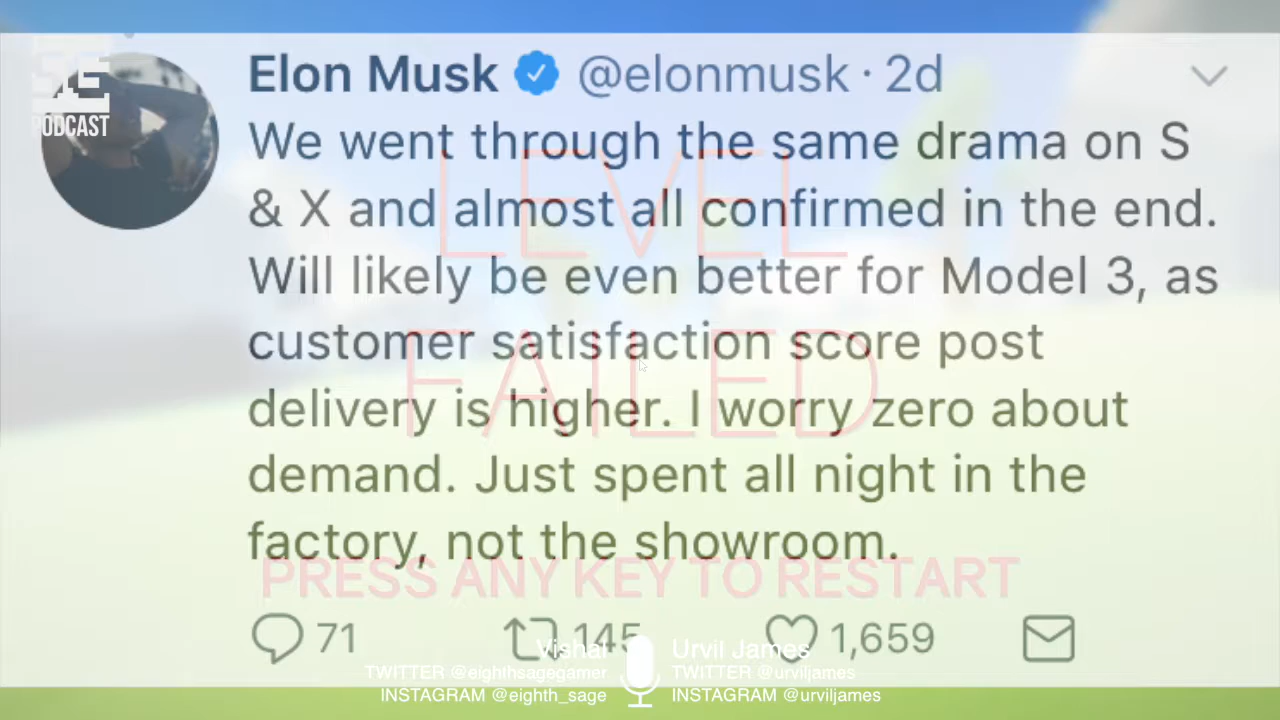 SG
PODCAST
Elon Musk @elonmusk · 2d
We went through the same drama on S
& X and almost all confirmed in the end.
Will likely be even better for Model 3, as
customer satisfaction score post
delivery is higher. I worry zero about
demand. Just spent all night in the
factory, not the showroom.
LEVEL
FAILED
PRESS ANY KEY TO RESTART
71 145 1,659
Vishal
TWITTER @eighthsagegamer
INSTAGRAM @eighth_sage
Urvil James
TWITTER @urviljames
INSTAGRAM @urviljames